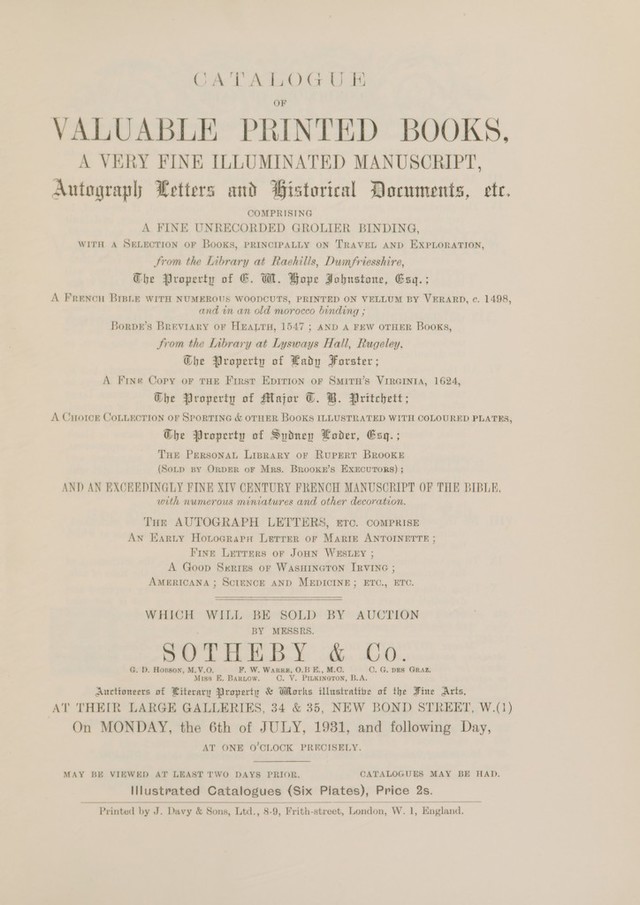 CATALOGUE
OF
VALUABLE PRINTED BOOKS,
A VERY FINE ILLUMINATED MANUSCRIPT,
Autograph Letters and Historical Documents, etc.
COMPRISING
A FINE UNRECORDED GROLIER BINDING,
WITH A SELECTION OF BOOKS, PRINCIPALLY ON TRAVEL AND EXPLORATION,
from the Library at Raehills, Dumfriesshire,
The Property of E. W. Hope Johnstone, Esq.;
A FRENCH BIBLE WITH NUMEROUS WOODCUTS, PRINTED ON VELLUM BY VERARD, C. 1498,
and in an old morocco binding;
BORDE'S BREVIARY OF HEALTH, 1547; AND A FEW OTHER BOOKS,
from the Library at Lysways Hall, Rugeley,
The Property of Lady Forster;
A FINE COPY OF THE FIRST EDITION OF SMITH'S VIRGINIA, 1624,
The Property of Major T. B. Pritchett;
A CHOICE COLLECTION OF SPORTING & OTHER BOOKS ILLUSTRATED WITH COLOURED PLATES,
The Property of Sydney Loder, Esq.;
THE PERSONAL LIBRARY OF RUPERT BROOKE
(SOLD BY ORDER OF MRS. BROOKE'S EXECUTORS);
AND AN EXCEEDINGLY FINE XIV CENTURY FRENCH MANUSCRIPT OF THE BIBLE,
with numerous miniatures and other decoration.
THE AUTOGRAPH LETTERS, ETC. COMPRISE
AN EARLY HOLOGRAPH LETTER OF MARIE ANTOINETTE;
FINE LETTERS OF JOHN WESLEY;
A GOOD SERIES OF WASHINGTON IRVING;
AMERICANA; SCIENCE AND MEDICINE; ETC., ETC.
WHICH WILL BE SOLD BY AUCTION
BY MESSRS.
SOTHEBY & Co.
G. D. HOBSON, M.V.O. F. W. WARRE, O.B.E., M.C. C. G. DES GRAZ.
MISS E. BARLOW. C. V. PILKINGTON, B.A.
Auctioneers of Literary Property & Works illustrative of the Fine Arts,
AT THEIR LARGE GALLERIES, 34 & 35, NEW BOND STREET, W.(1)
On MONDAY, the 6th of JULY, 1931, and following Day,
AT ONE O'CLOCK PRECISELY.
MAY BE VIEWED AT LEAST TWO DAYS PRIOR. CATALOGUES MAY BE HAD.
Illustrated Catalogues (Six Plates), Price 2s.
Printed by J. Davy & Sons, Ltd., 8-9, Frith-street, London, W. 1, England.